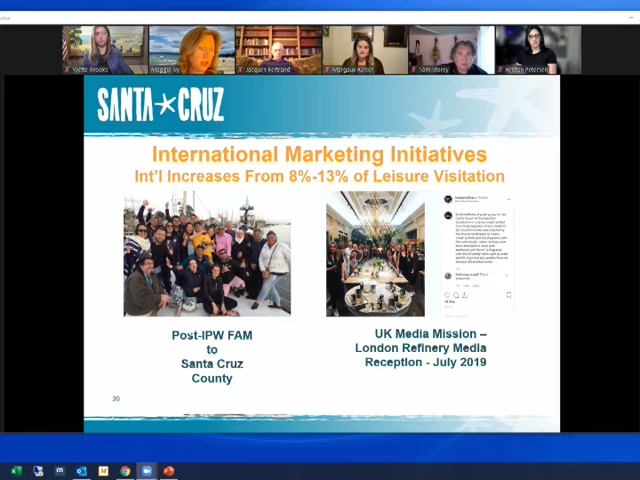 Yvette Brooks
Maggie Ivy
Jacques Bertrand
Margaux Keiser
Sam Storey
Kristen Petersen
SANTA CRUZ
International Marketing Initiatives
Int'l Increases From 8%-13% of Leisure Visitation
Post-IPW FAM
to
Santa Cruz
County
UK Media Mission –
London Refinery Media
Reception - July 2019
20